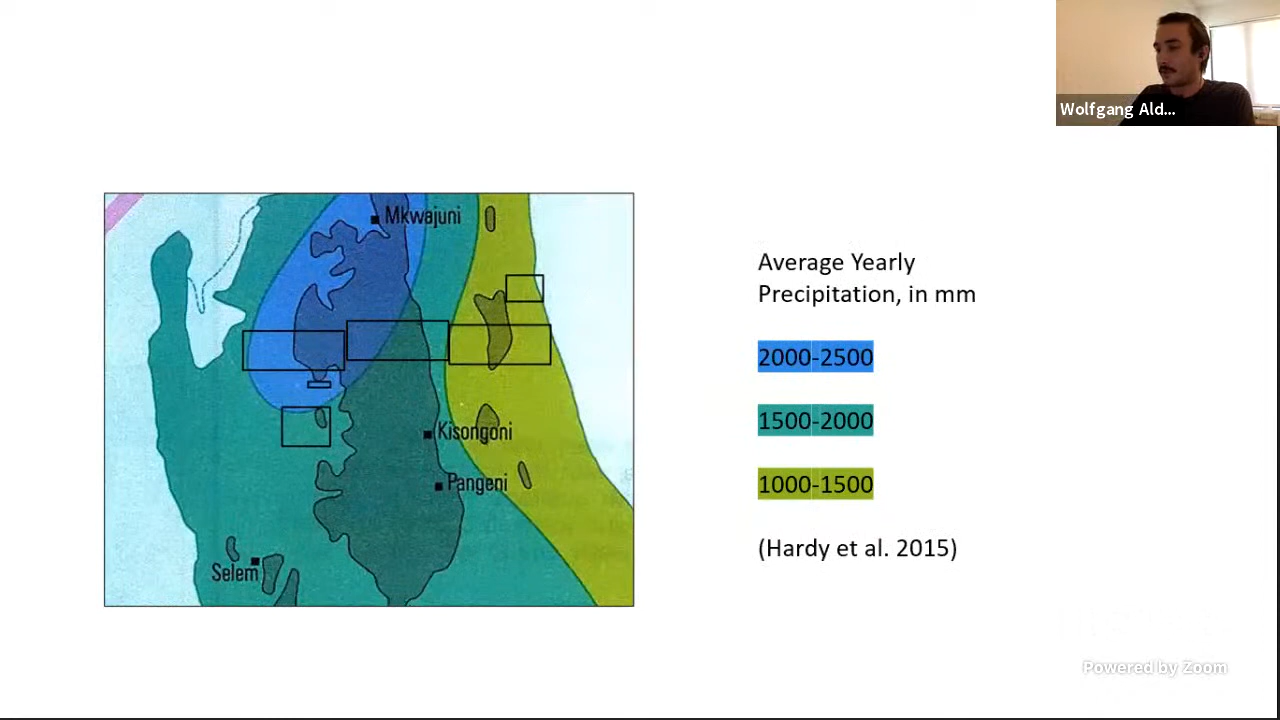 Wolfgang Ald...
Mkwajuni
Kisongoni
Pangeni
Selem
Average Yearly
Precipitation, in mm
2000-2500
1500-2000
1000-1500
(Hardy et al. 2015)
Powered by Zoom